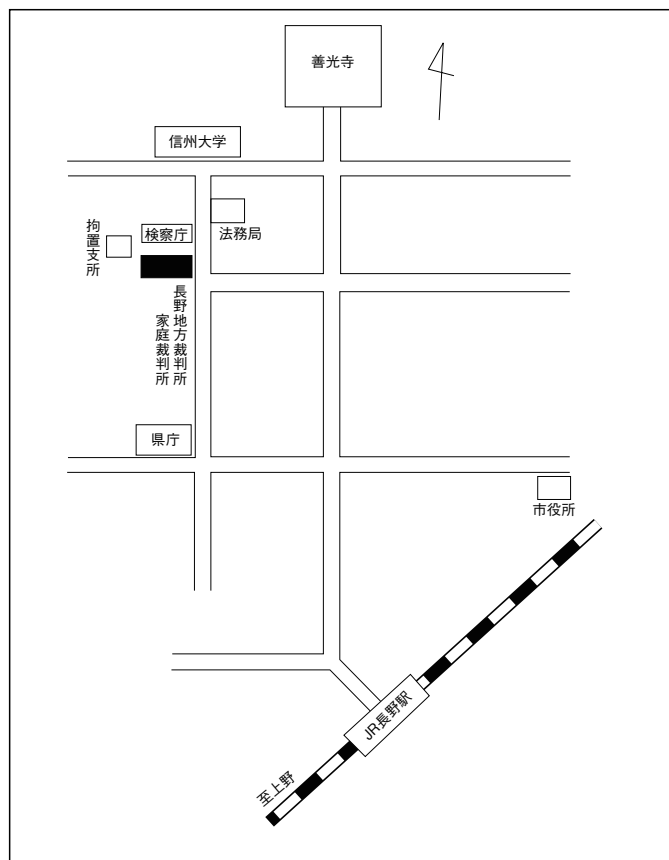 善光寺
信州大学
検察庁
法務局
拘置支所
長野地方裁判所
家庭裁判所
県庁
市役所
JR長野駅
至上野